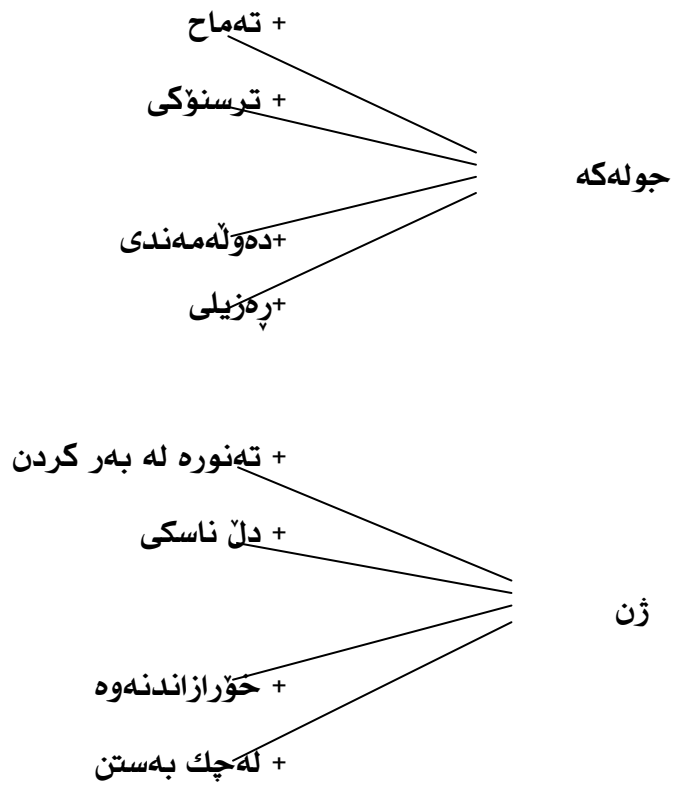 + تەماح
+ ترسنۆکی
جولەکە
+دەوڵەمەندی
+ڕەزیلی
+ تەنورە لە بەر کردن
+ دڵ ناسکی
ژن
+ خۆرازاندنەوە
+ لەچك بەستن